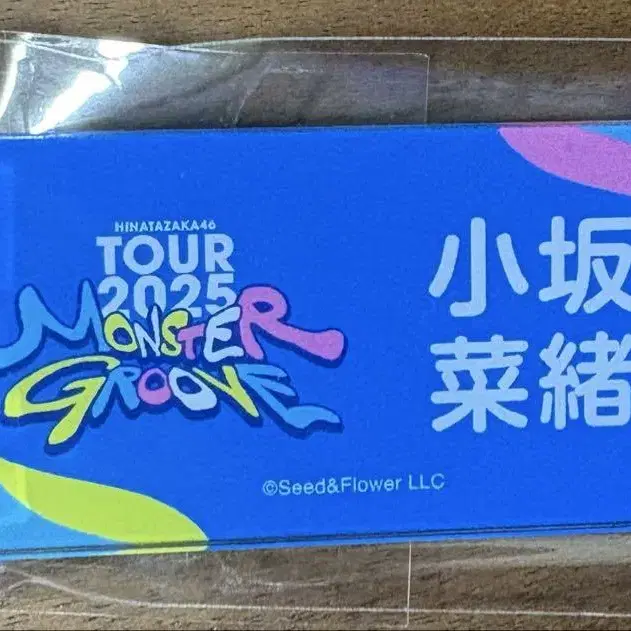 HINATAZAKA46
TOUR
2025
MONSTER
GROOVE
小坂
菜緒
©Seed&Flower LLC